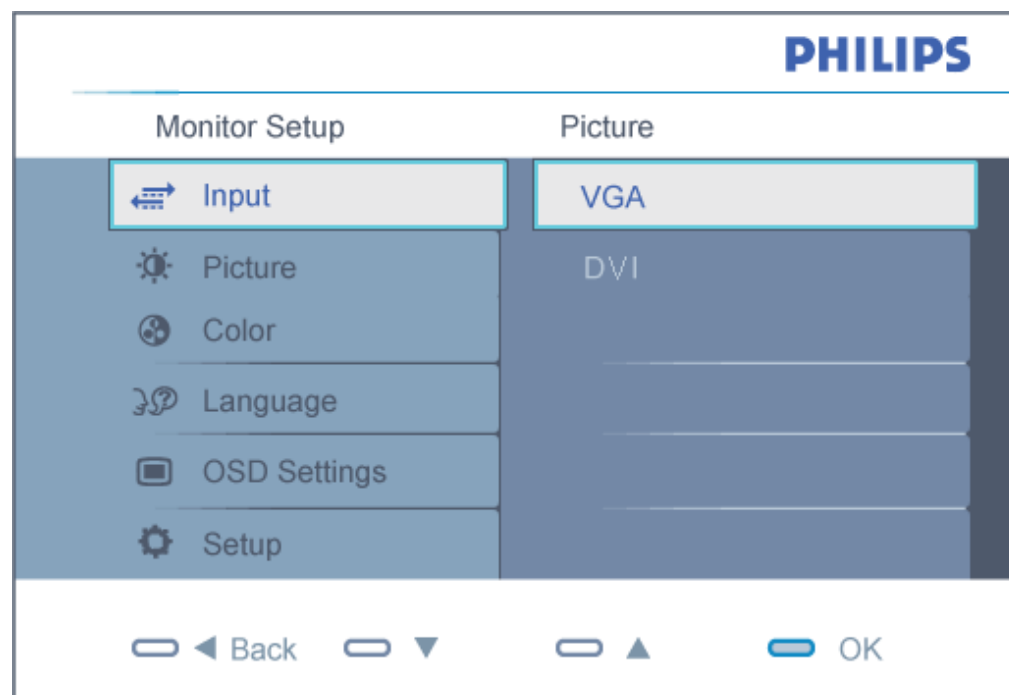 PHILIPS
Monitor Setup Picture
Input VGA
Picture DVI
Color
Language
OSD Settings
Setup
Back OK